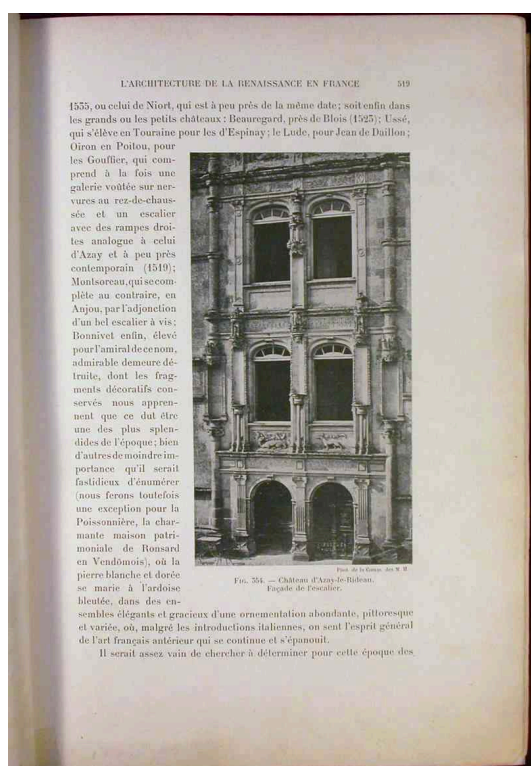 L'ARCHITECTURE DE LA RENAISSANCE EN FRANCE 519
1535, ou celui de Niort, qui est à peu près de la même date; soit enfin dans
les grands ou les petits châteaux : Beauregard, près de Blois (1525); Ussé,
qui s'élève en Touraine pour les d'Espinay; le Lude, pour Jean de Daillon;
Oiron en Poitou, pour
les Gouffier, qui com-
prend à la fois une
galerie voûtée sur ner-
vures au rez-de-chaus-
sée et un escalier
avec des rampes droi-
tes analogue à celui
d'Azay et à peu près
contemporain (1519);
Montsoreau, qui se com-
plète au contraire, en
Anjou, par l'adjonction
d'un bel escalier à vis;
Bonnivet enfin, élevé
pour l'amiral de ce nom,
admirable demeure dé-
truite, dont les frag-
ments décoratifs con-
servés nous appren-
nent que ce dut être
une des plus splen-
dides de l'époque; bien
d'autres de moindre im-
portance qu'il serait
fastidieux d'énumérer
(nous ferons toutefois
une exception pour la
Poissonnière, la char-
mante maison patri-
moniale de Ronsard
en Vendômois), où la
pierre blanche et dorée
se marie à l'ardoise
bleutée, dans des en-
Phot. de la Comm. des M. H.
FIG. 354. — Château d'Azay-le-Rideau.
Façade de l'escalier.
sembles élégants et gracieux d'une ornementation abondante, pittoresque
et variée, où, malgré les introductions italiennes, on sent l'esprit général
de l'art français antérieur qui se continue et s'épanouit.
Il serait assez vain de chercher à déterminer pour cette époque des